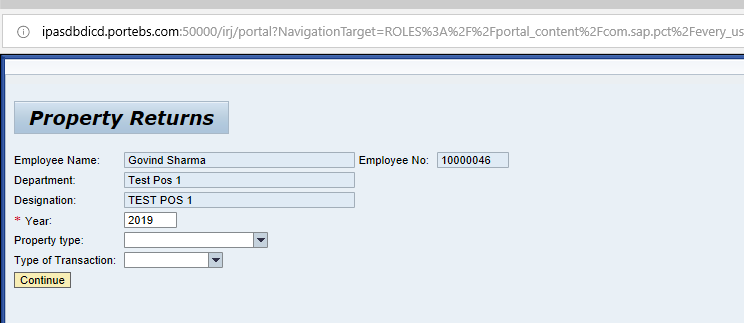 ipasdbdicd.portebs.com:50000/irj/portal?NavigationTarget=ROLES%3A%2F%2Fportal_content%2Fcom.sap.pct%2Fevery_us
Property Returns
Employee Name: Govind Sharma Employee No: 10000046
Department: Test Pos 1
Designation: TEST POS 1
* Year: 2019
Property type:
Type of Transaction:
Continue